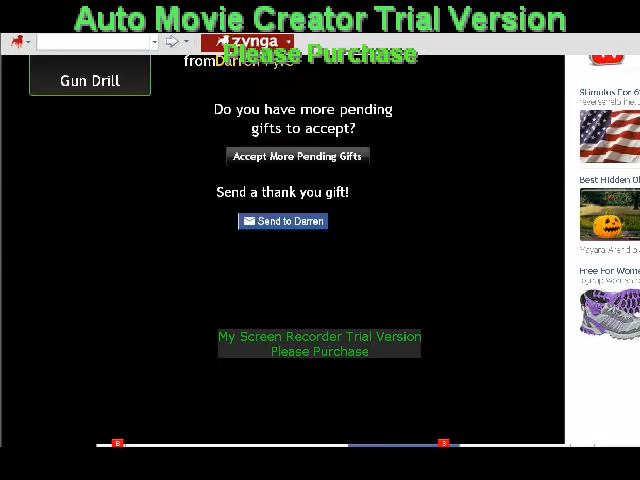 Auto Movie Creator Trial Version
Please Purchase
zynga
from Darren
Gun Drill
Do you have more pending
gifts to accept?
Accept More Pending Gifts
Send a thank you gift!
Send to Darren
My Screen Recorder Trial Version
Please Purchase
Stimulus For
Best Hidden
Free For